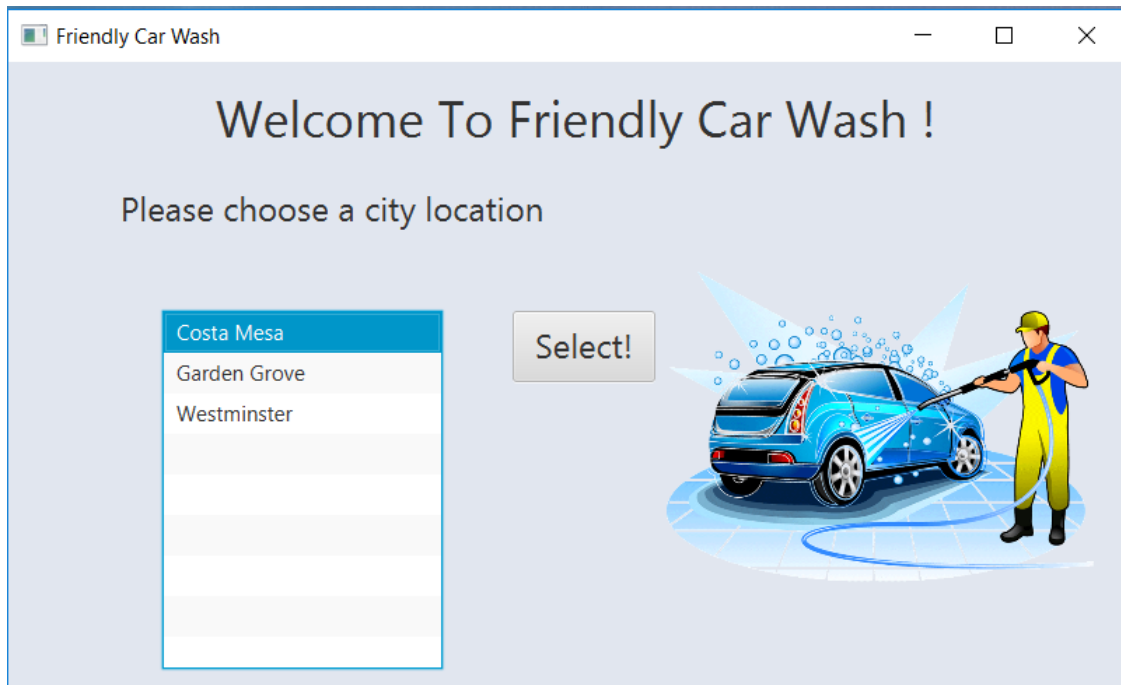 Friendly Car Wash
Welcome To Friendly Car Wash !
Please choose a city location
Costa Mesa
Select!
Garden Grove
Westminster